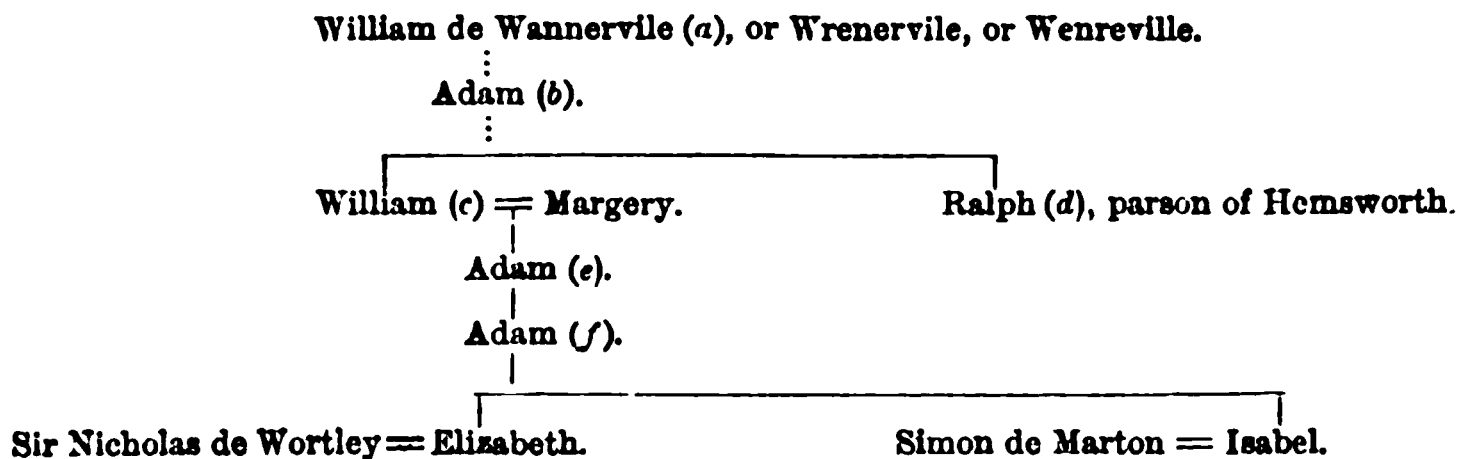 William de Wannervile (a), or Wrenervile, or Wenreville.
Adam (b).
William (c) = Margery. Ralph (d), parson of Hemsworth.
Adam (e).
Adam (f).
Sir Nicholas de Wortley = Elizabeth. Simon de Marton = Isabel.